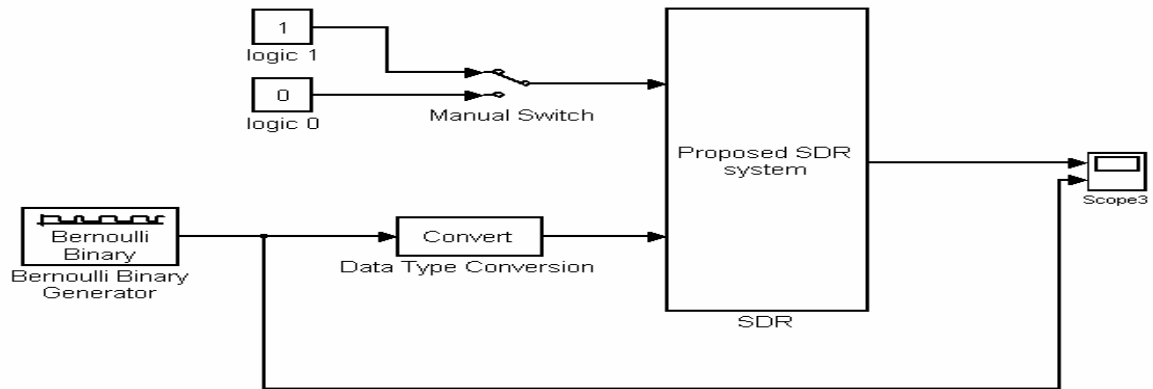 1
logic 1
0
logic 0
Manual Switch
Proposed SDR
system
Scope3
Bernoulli
Binary
Bernoulli Binary
Generator
Convert
Data Type Conversion
SDR